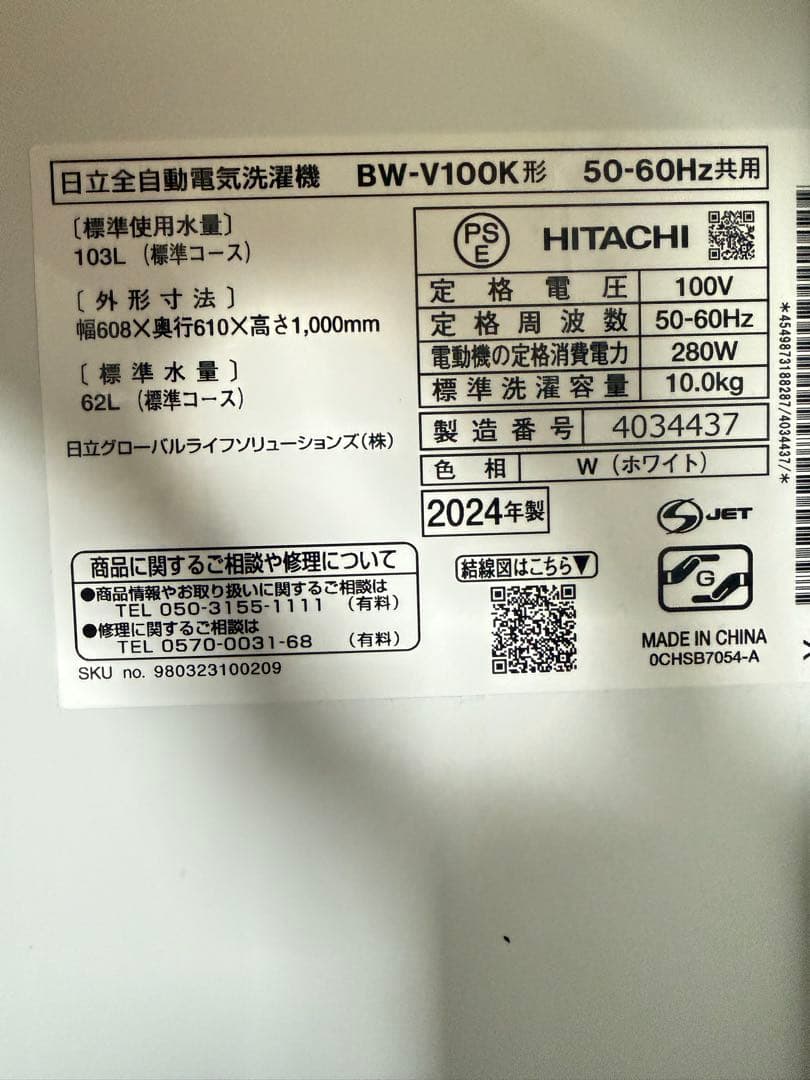 日立全自動電気洗濯機 BW-V100K形 50-60Hz共用
〔標準使用水量〕
103L (標準コース)
〔外形寸法〕
幅608×奥行610×高さ1,000mm
〔標準水量〕
62L (標準コース)
日立グローバルライフソリューションズ(株)
PS
E
HITACHI
定格電圧 100V
定格周波数 50-60Hz
電動機の定格消費電力 280W
標準洗濯容量 10.0kg
製造番号 4034437
色相 W (ホワイト)
2024年製
S JET
商品に関するご相談や修理について
●商品情報やお取り扱いに関するご相談は
TEL 050-3155-1111 (有料)
●修理に関するご相談は
TEL 0570-0031-68 (有料)
SKU no. 980323100209
結線図はこちら▼
G
MADE IN CHINA
0CHSB7054-A
*4549873188287/4034437/*